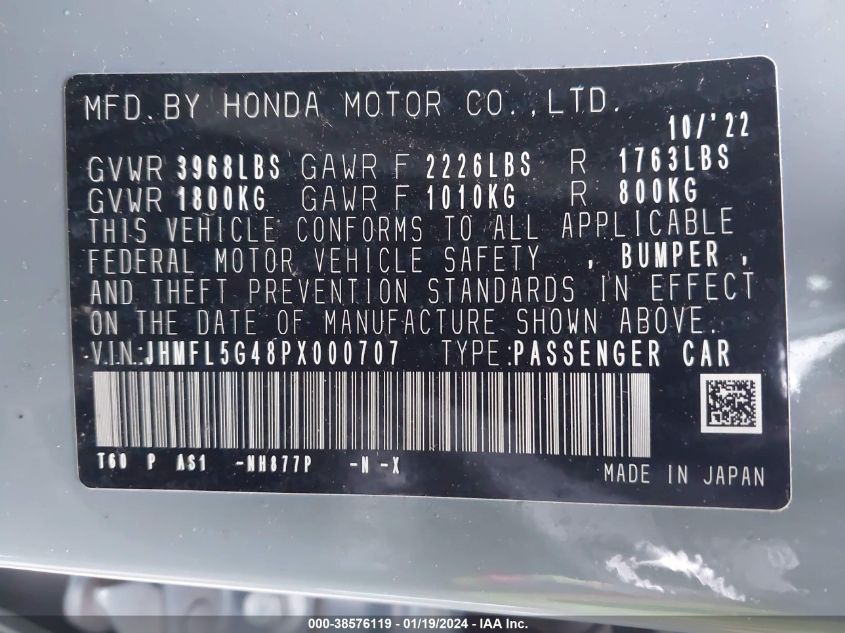 MFD. BY HONDA MOTOR CO., LTD.
10/'22
GVWR 3968LBS GAWR F 2226LBS R 1763LBS
GVWR 1800KG GAWR F 1010KG R 800KG
THIS VEHICLE CONFORMS TO ALL APPLICABLE
FEDERAL MOTOR VEHICLE SAFETY , BUMPER ,
AND THEFT PREVENTION STANDARDS IN EFFECT
ON THE DATE OF MANUFACTURE SHOWN ABOVE.
V.I.N.:JHMFL5G48PX000707 TYPE:PASSENGER CAR
T60 P AS1 -NH877P -N -X
MADE IN JAPAN
000-38576119 - 01/19/2024 - IAA Inc.